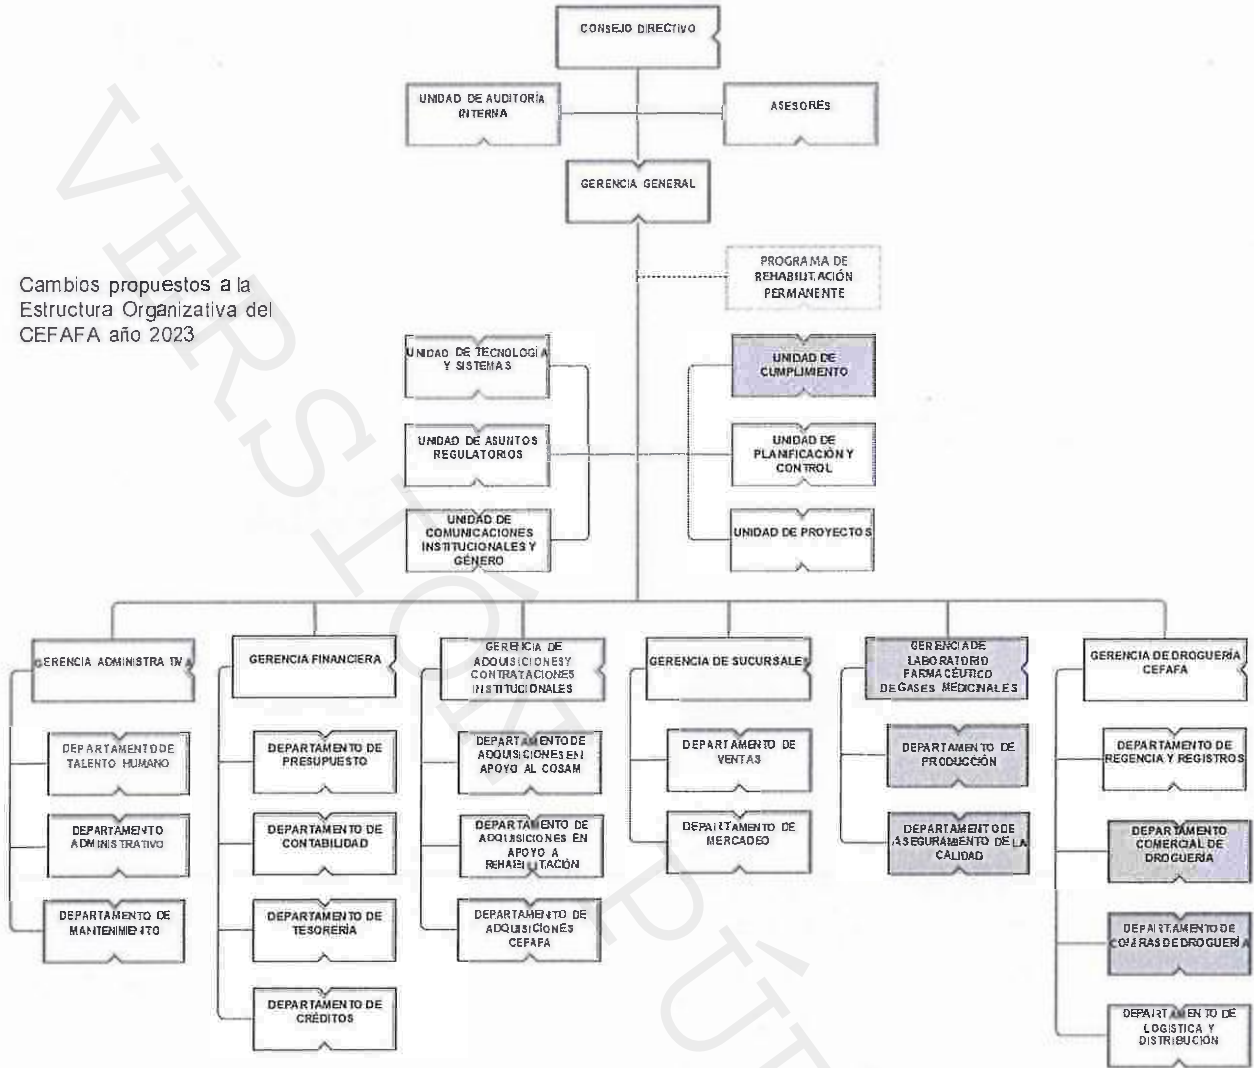 CONSEJO DIRECTIVO
UNIDAD DE AUDITORÍA
INTERNA
ASESORES
GERENCIA GENERAL
PROGRAMA DE
REHABILITACIÓN
PERMANENTE
Cambios propuestos a la
Estructura Organizativa del
CEFAFA año 2023
UNIDAD DE TECNOLOGÍA
Y SISTEMAS
UNIDAD DE
CUMPLIMIENTO
UNIDAD DE ASUNTOS
REGULATORIOS
UNIDAD DE
PLANIFICACIÓN Y
CONTROL
UNIDAD DE
COMUNICACIONES
INSTITUCIONALES Y
GÉNERO
UNIDAD DE PROYECTOS
GERENCIA ADMINISTRATIVA
GERENCIA FINANCIERA
GERENCIA DE
ADQUISICIONES Y
CONTRATACIONES
INSTITUCIONALES
GERENCIA DE SUCURSALES
GERENCIA DE
LABORATORIO
FARMACÉUTICO
DE GASES MEDICINALES
GERENCIA DE DROGUERÍA
CEFAFA
DEPARTAMENTO DE
TALENTO HUMANO
DEPARTAMENTO DE
PRESUPUESTO
DEPARTAMENTO DE
ADQUISICIONES EN
APOYO AL COSAM
DEPARTAMENTO DE
VENTAS
DEPARTAMENTO DE
PRODUCCIÓN
DEPARTAMENTO DE
REGENCIA Y REGISTROS
DEPARTAMENTO
ADMINISTRATIVO
DEPARTAMENTO DE
CONTABILIDAD
DEPARTAMENTO DE
ADQUISICIONES EN
APOYO A
REHABILITACIÓN
DEPARTAMENTO DE
MERCADEO
DEPARTAMENTO DE
ASEGURAMIENTO DE LA
CALIDAD
DEPARTAMENTO
COMERCIAL DE
DROGUERÍA
DEPARTAMENTO DE
MANTENIMIENTO
DEPARTAMENTO DE
TESORERÍA
DEPARTAMENTO DE
ADQUISICIONES
CEFAFA
DEPARTAMENTO DE
COMPRAS DE DROGUERÍA
DEPARTAMENTO DE
CRÉDITOS
DEPARTAMENTO DE
LOGISTICA Y
DISTRIBUCIÓN
VERSIÓN PÚ